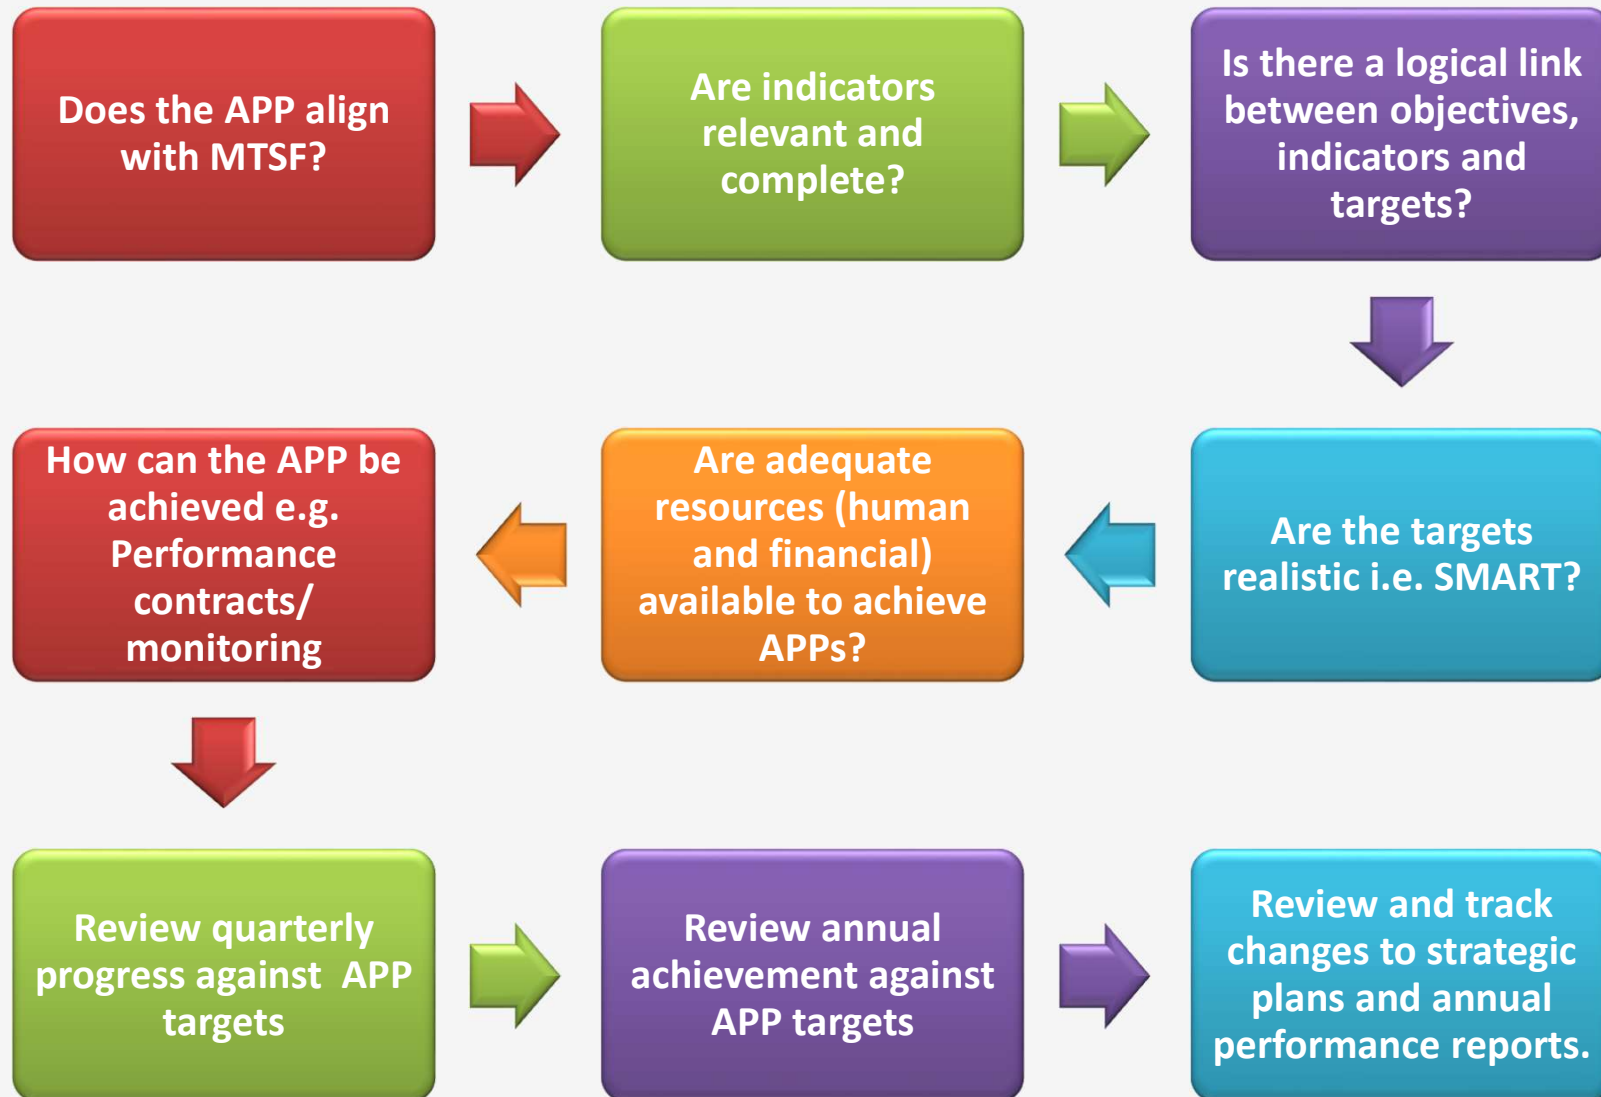 Does the APP align
with MTSF?
Are indicators
relevant and
complete?
Is there a logical link
between objectives,
indicators and
targets?
Are the targets
realistic i.e. SMART?
Are adequate
resources (human
and financial)
available to achieve
APPs?
How can the APP be
achieved e.g.
Performance
contracts/
monitoring
Review quarterly
progress against  APP
targets
Review annual
achievement against
APP targets
Review and track
changes to strategic
plans and annual
performance reports.